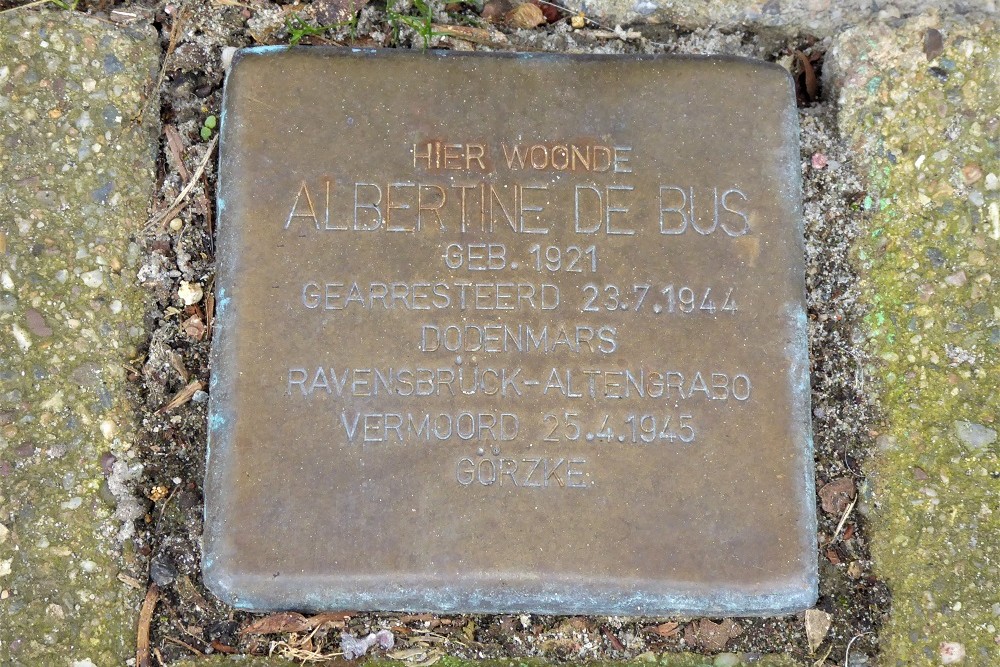 HIER WOONDE
ALBERTINE DE BUS
GEB. 1921
GEARRESTEERD 23.7.1944
DODENMARS
RAVENSBRÜCK-ALTENGRABO
VERMOORD 25.4.1945
GÖRZKE